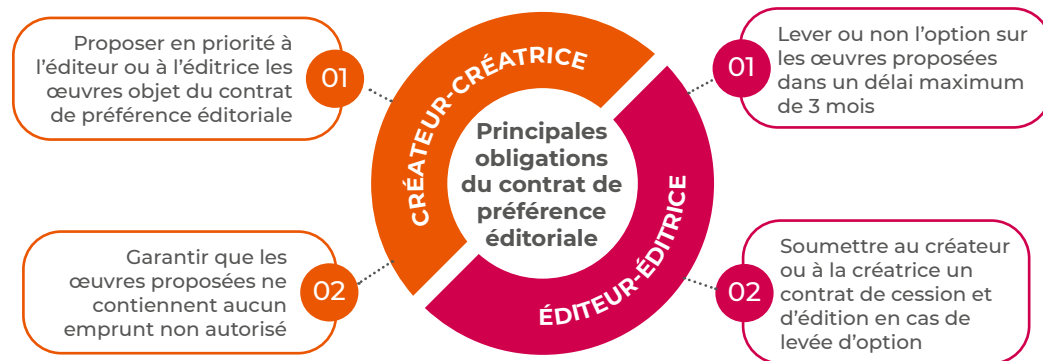 Proposer en priorité à
l'éditeur ou à l'éditrice les
œuvres objet du contrat
de préférence éditoriale
01
Garantir que les
œuvres proposées ne
contiennent aucun
emprunt non autorisé
02
CRÉATEUR-CRÉATRICE
Principales
obligations
du contrat de
préférence
éditoriale
ÉDITEUR-ÉDITRICE
01
Lever ou non l'option sur
les œuvres proposées
dans un délai maximum
de 3 mois
02
Soumettre au créateur
ou à la créatrice un
contrat de cession et
d'édition en cas de
levée d'option